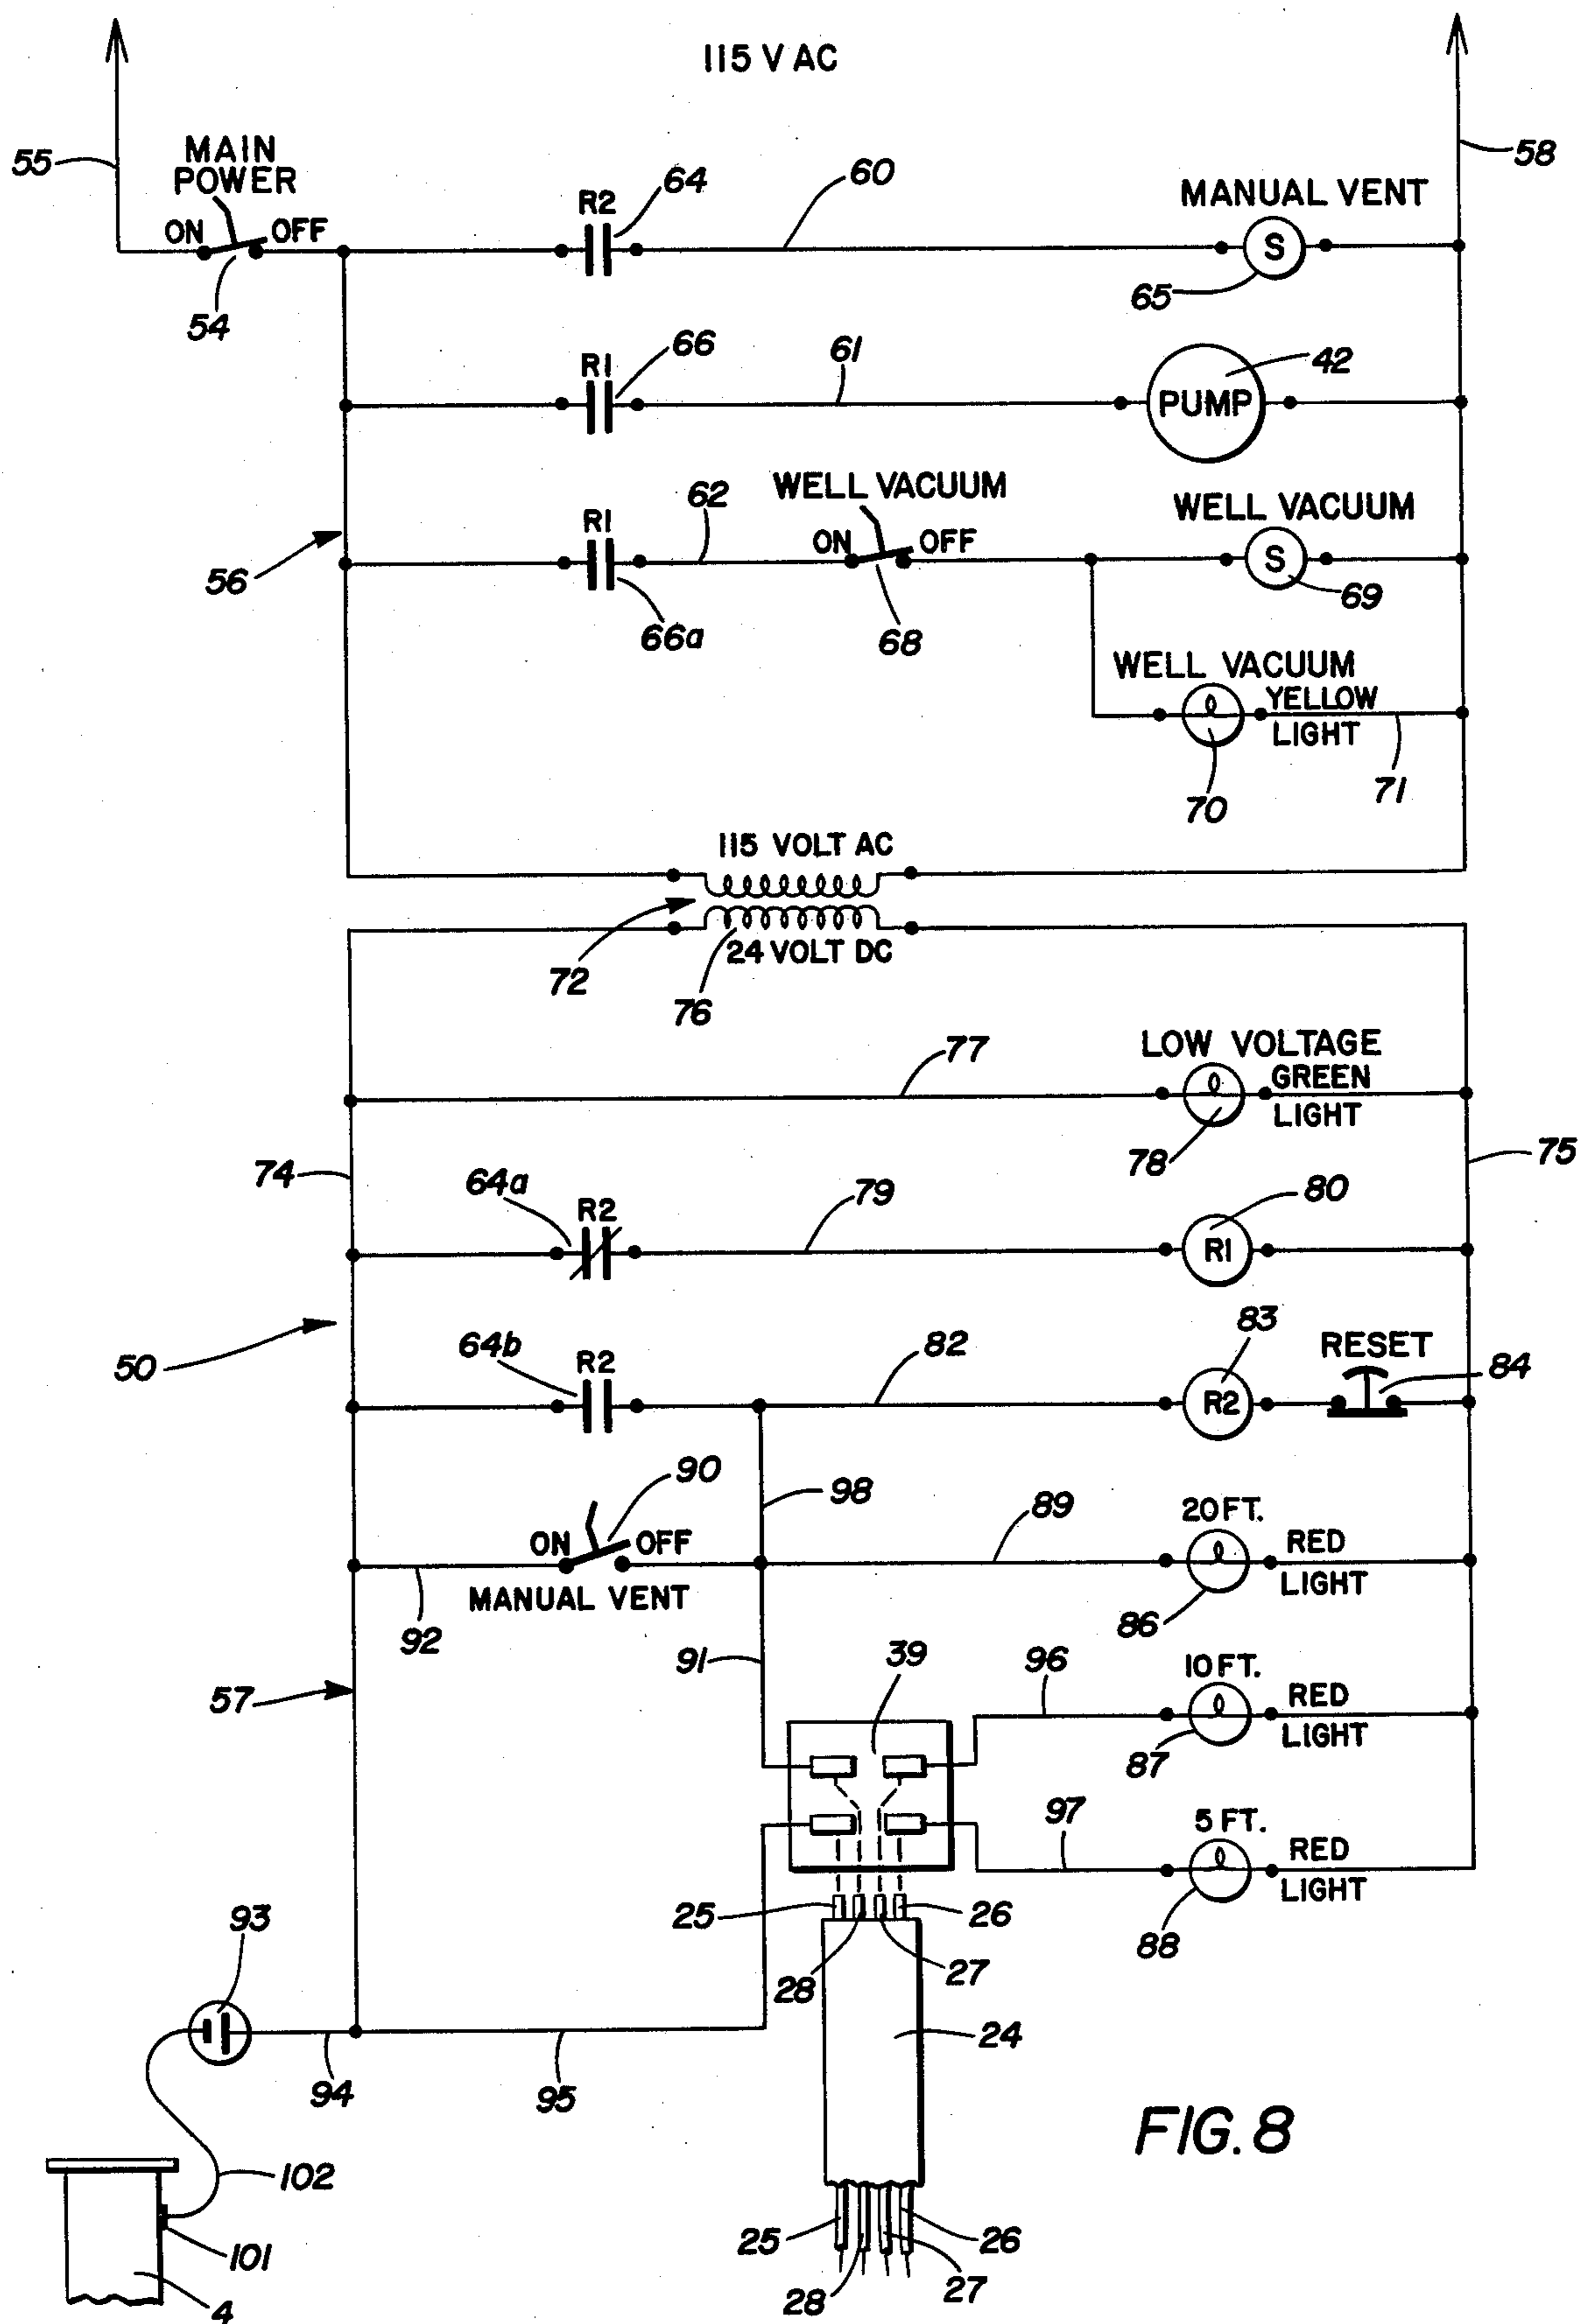 115 V AC
55
58
MAIN
POWER
ON
OFF
54
R2
64
60
MANUAL VENT
S
65
R1
66
61
42
PUMP
56
R1
66a
62
WELL VACUUM
ON
OFF
68
WELL VACUUM
S
69
WELL VACUUM
YELLOW
LIGHT
70
71
115 VOLT AC
72
24 VOLT DC
76
77
LOW VOLTAGE
GREEN
LIGHT
78
74
75
64a
R2
79
80
R1
50
64b
R2
82
83
R2
RESET
84
90
98
ON
OFF
MANUAL VENT
92
89
20 FT.
RED
LIGHT
86
57
91
39
96
10 FT.
RED
LIGHT
87
97
5 FT.
RED
LIGHT
88
25
26
28
27
93
24
94
95
102
101
4
25
26
28
27
FIG. 8